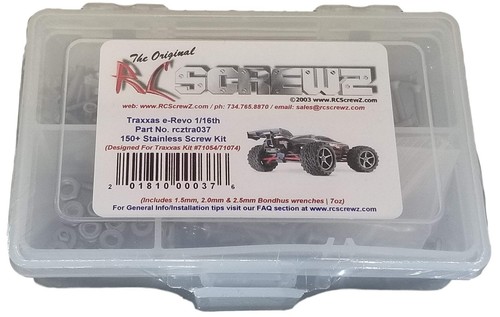 The Original
RC SCREWZ
©2003 www.RCScrewZ.com
web: www.RCScrewZ.com / ph: 734.765.8870 / email: sales@rcscrewz.com
Traxxas e-Revo 1/16th
Part No. rcztra037
150+ Stainless Screw Kit
(Designed For Traxxas Kit #71054/71074)
2 01810 00037 6
(Includes 1.5mm, 2.0mm & 2.5mm Bondhus wrenches | 7oz)
For General Info/Installation tips visit our FAQ section at www.rcscrewz.com